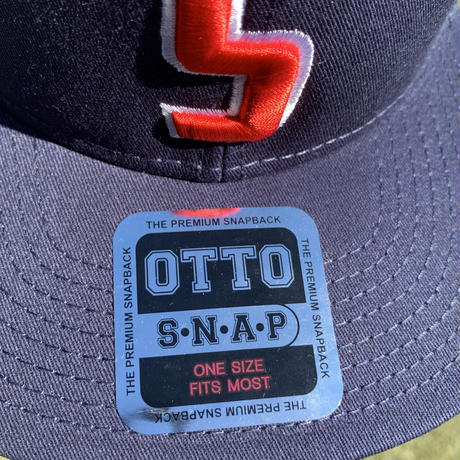 THE PREMIUM SNAPBACK
OTTO
S·N·A·P
ONE SIZE
FITS MOST
THE PREMIUM SNAPBACK
THE PREMIUM SNAPBACK
THE PREMIUM SNAPBACK